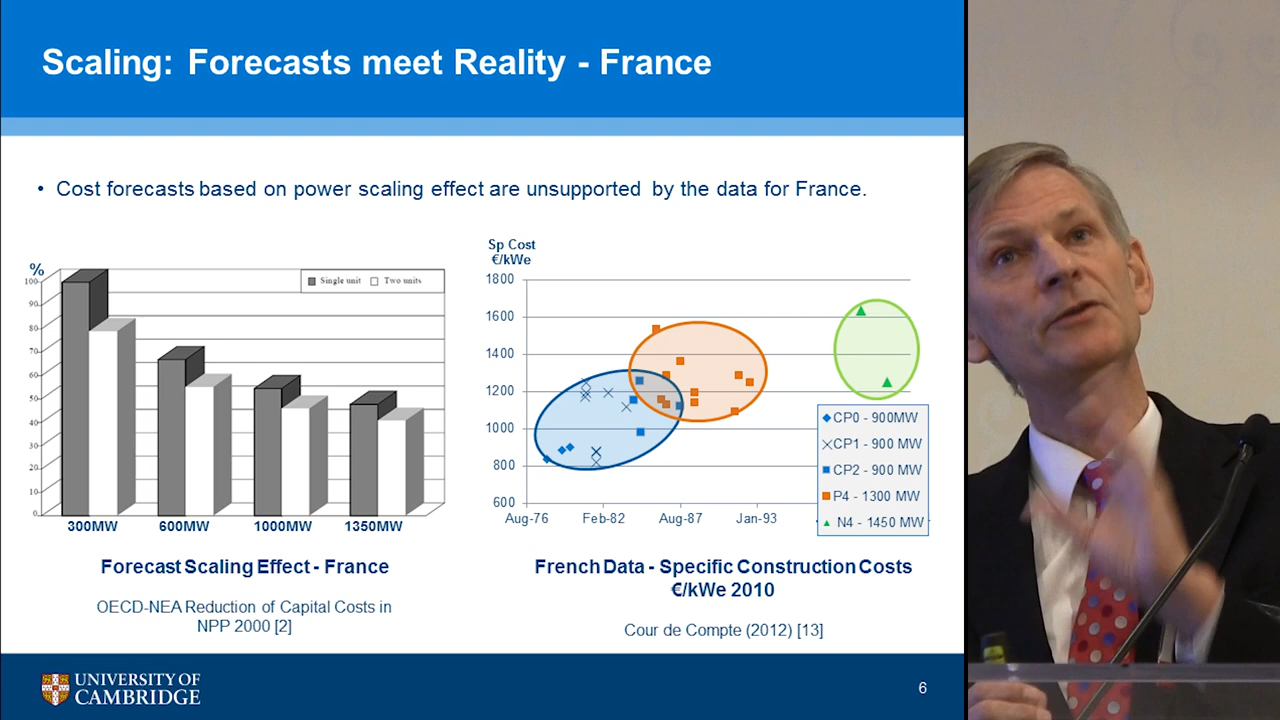 Scaling: Forecasts meet Reality - France
• Cost forecasts based on power scaling effect are unsupported by the data for France.
%
100
90
80
70
60
50
40
30
20
10
0
Single unit
Two units
300MW
600MW
1000MW
1350MW
Forecast Scaling Effect - France
OECD-NEA Reduction of Capital Costs in
NPP 2000 [2]
Sp Cost
€/kWe
1800
1600
1400
1200
1000
800
600
Aug-76
Feb-82
Aug-87
Jan-93
CP0 - 900MW
CP1 - 900 MW
CP2 - 900 MW
P4 - 1300 MW
N4 - 1450 MW
French Data - Specific Construction Costs
€/kWe 2010
Cour de Compte (2012) [13]
UNIVERSITY OF
CAMBRIDGE
6